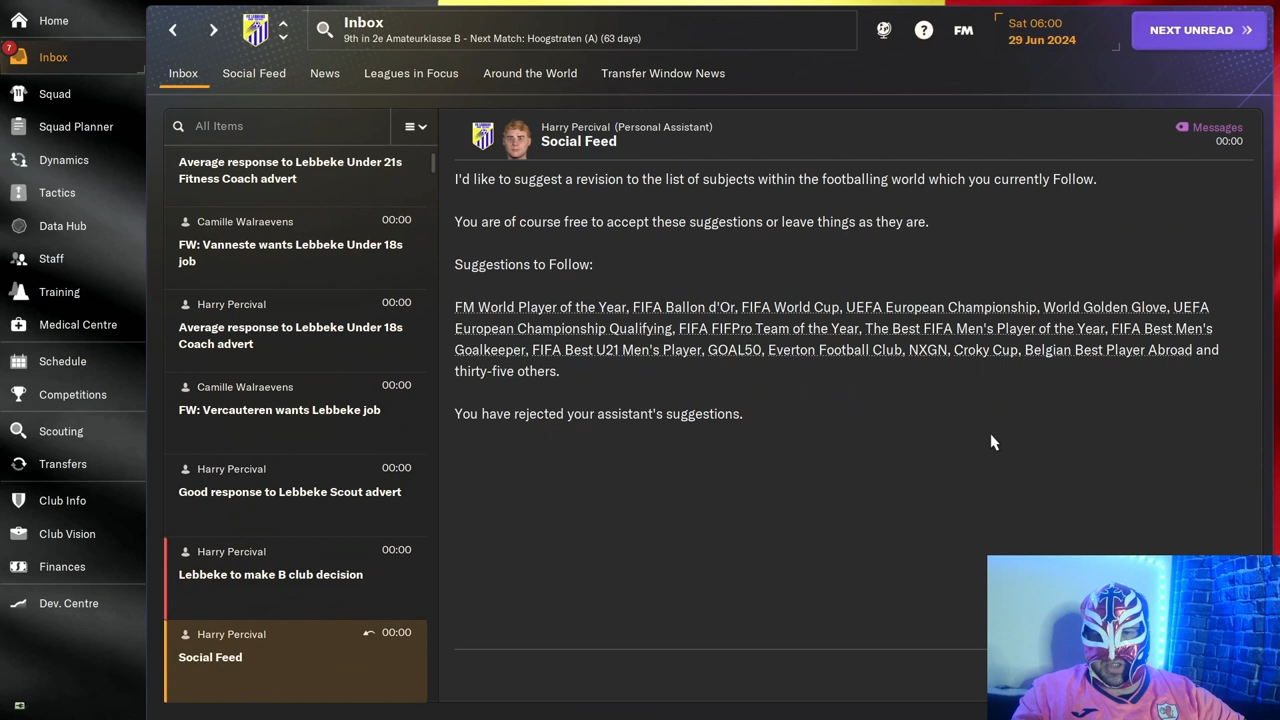 Home
Inbox
7
Squad
Squad Planner
Dynamics
Tactics
Data Hub
Staff
Training
Medical Centre
Schedule
Competitions
Scouting
Transfers
Club Info
Club Vision
Finances
Dev. Centre
Inbox
9th in 2e Amateurklasse B - Next Match: Hoogstraten (A) (63 days)
FM
Sat 06:00
29 Jun 2024
NEXT UNREAD
Inbox
Social Feed
News
Leagues in Focus
Around the World
Transfer Window News
All Items
Average response to Lebbeke Under 21s
Fitness Coach advert
Camille Walraevens 00:00
FW: Vanneste wants Lebbeke Under 18s
job
Harry Percival 00:00
Average response to Lebbeke Under 18s
Coach advert
Camille Walraevens 00:00
FW: Vercauteren wants Lebbeke job
Harry Percival 00:00
Good response to Lebbeke Scout advert
Harry Percival 00:00
Lebbeke to make B club decision
Harry Percival 00:00
Social Feed
Harry Percival (Personal Assistant)
Social Feed
Messages
00:00
I'd like to suggest a revision to the list of subjects within the footballing world which you currently Follow.
You are of course free to accept these suggestions or leave things as they are.
Suggestions to Follow:
FM World Player of the Year, FIFA Ballon d'Or, FIFA World Cup, UEFA European Championship, World Golden Glove, UEFA
European Championship Qualifying, FIFA FIFPro Team of the Year, The Best FIFA Men's Player of the Year, FIFA Best Men's
Goalkeeper, FIFA Best U21 Men's Player, GOAL50, Everton Football Club, NXGN, Croky Cup, Belgian Best Player Abroad and
thirty-five others.
You have rejected your assistant's suggestions.